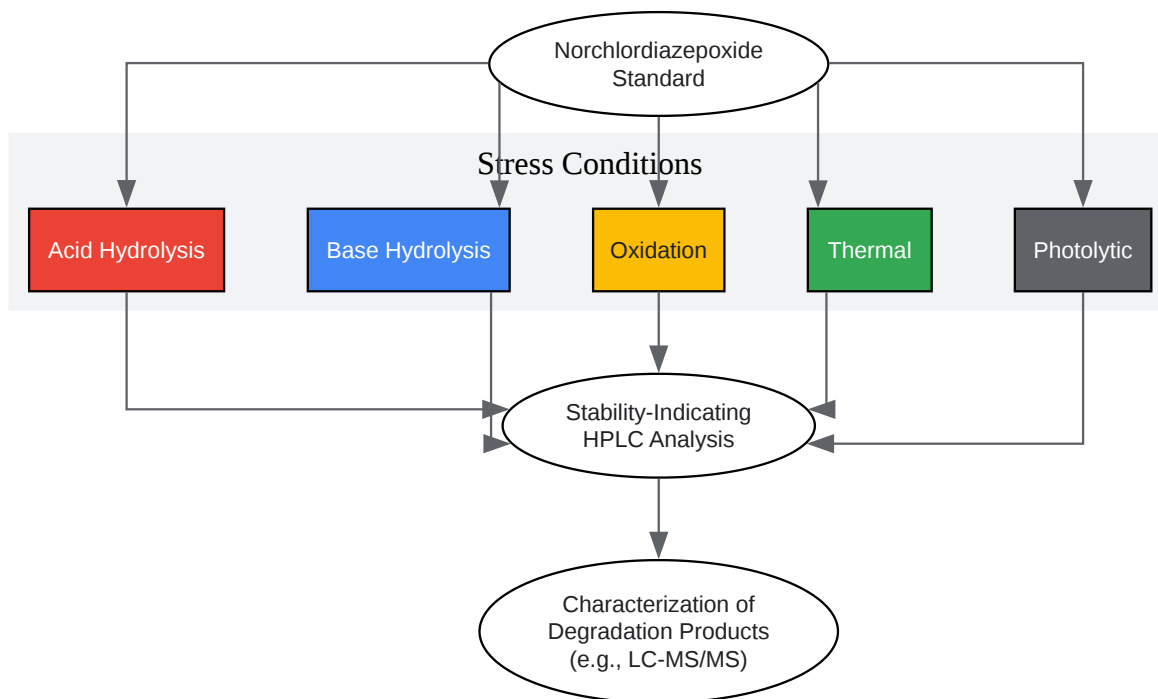 Norchlordiazepoxide
Standard
Stress Conditions
Acid Hydrolysis
Base Hydrolysis
Oxidation
Thermal
Photolytic
Stability-Indicating
HPLC Analysis
Characterization of
Degradation Products
(e.g., LC-MS/MS)